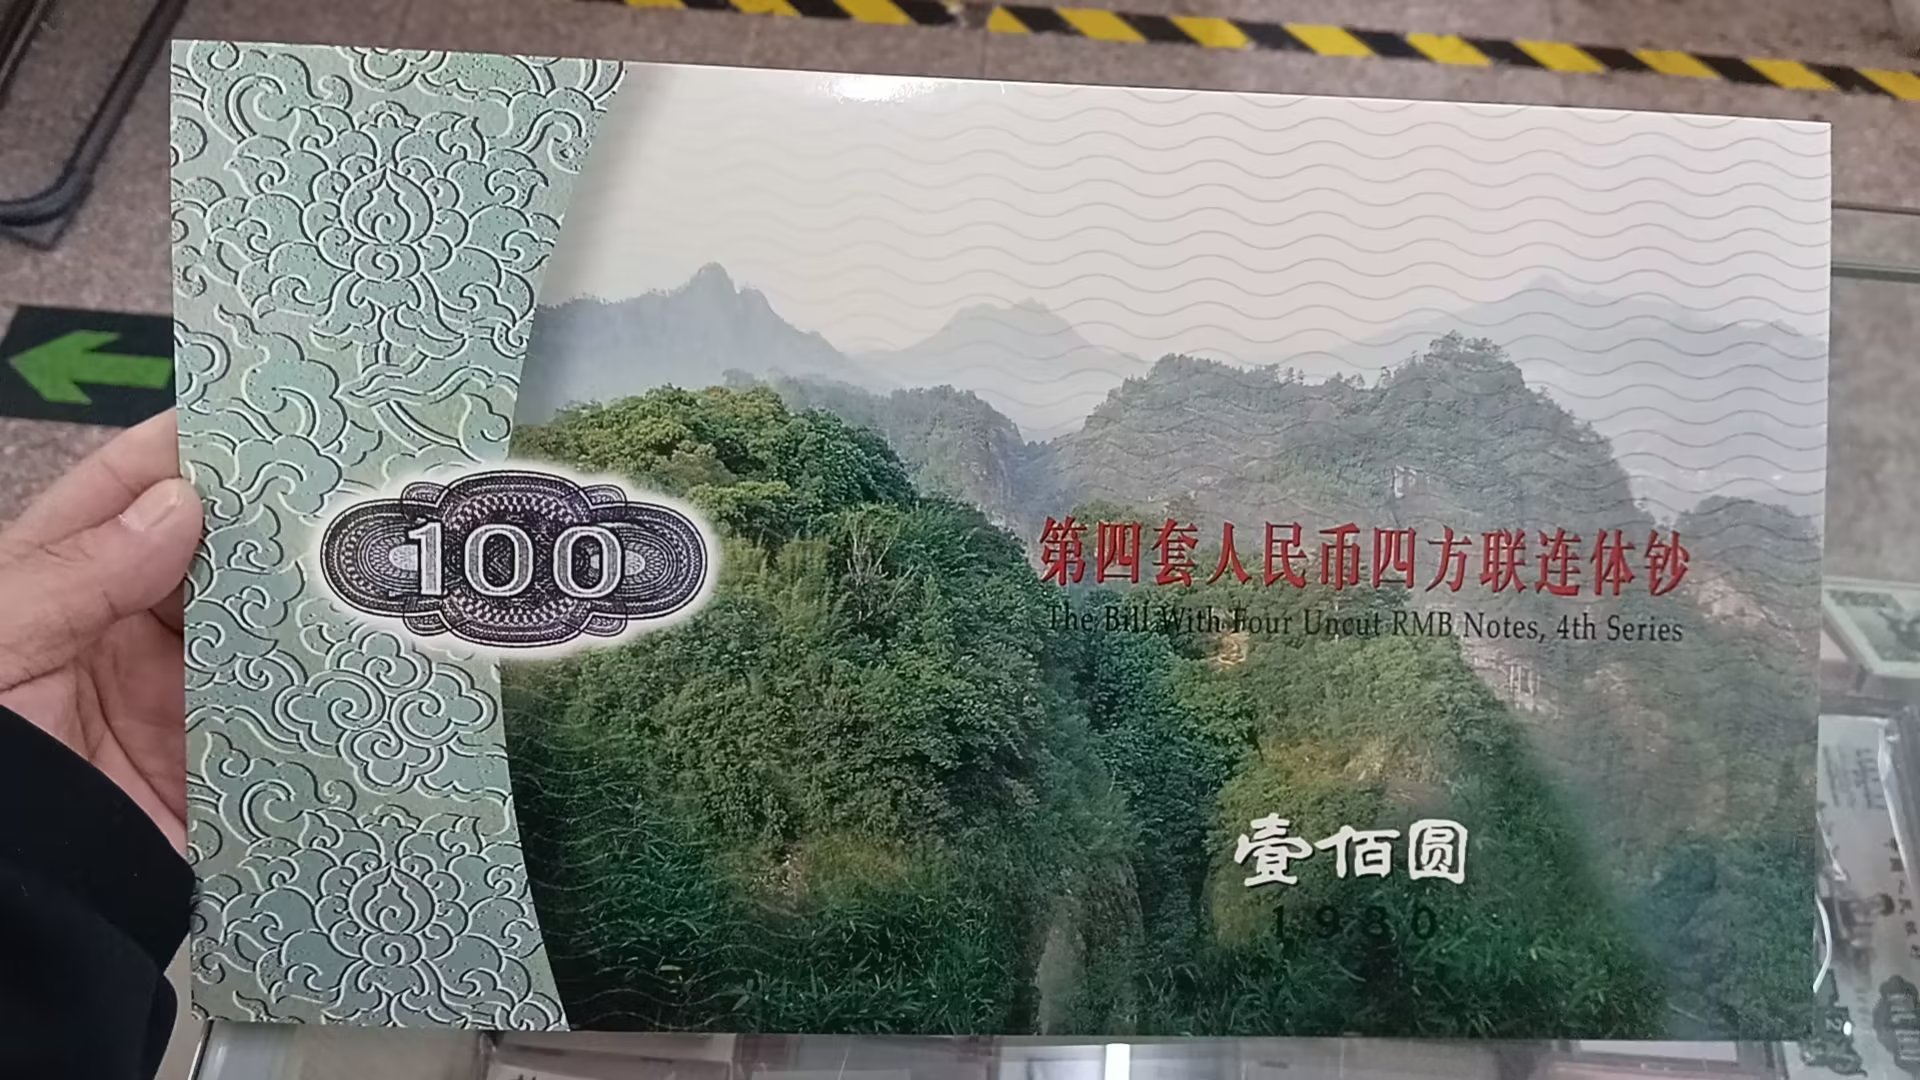 100
第四套人民币四方联连体钞
The Bill With Four Uncut RMB Notes, 4th Series
壹佰圆
1980